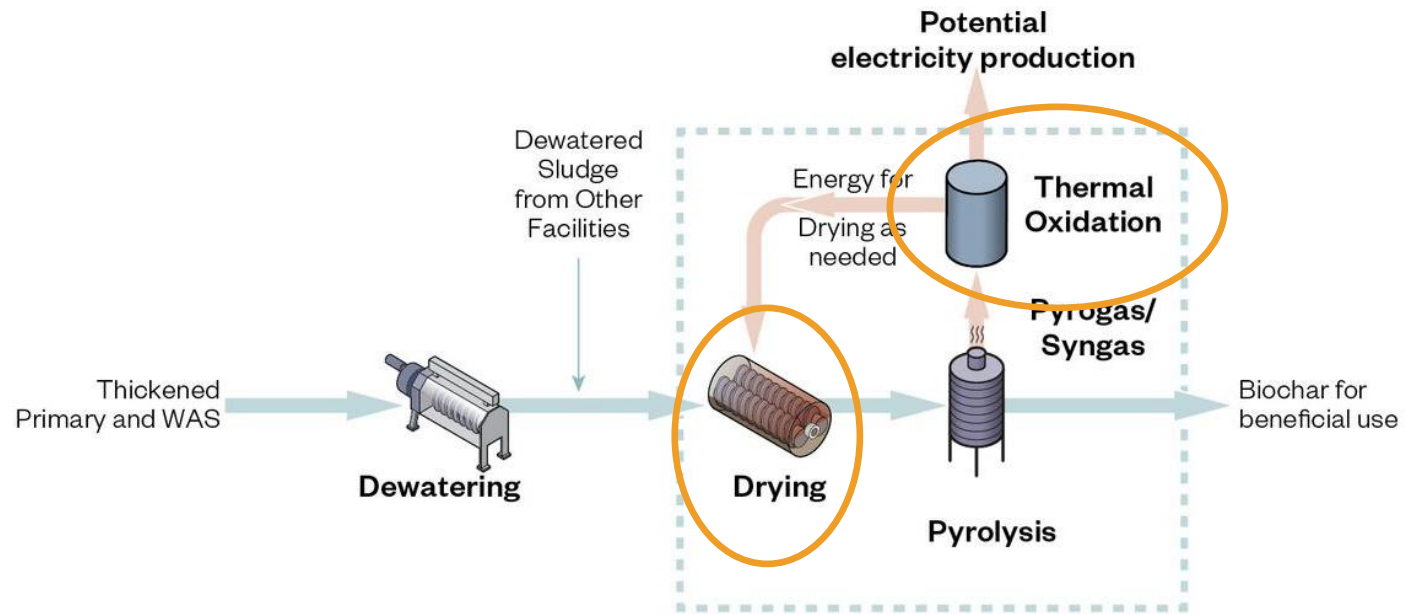 Potential
electricity production
Dewatered
Sludge
from Other
Facilities
Energy for
Drying as
needed
Thermal
Oxidation
Pyrogas/
Syngas
Thickened
Primary and WAS
Biochar for
beneficial use
Dewatering
Drying
Pyrolysis